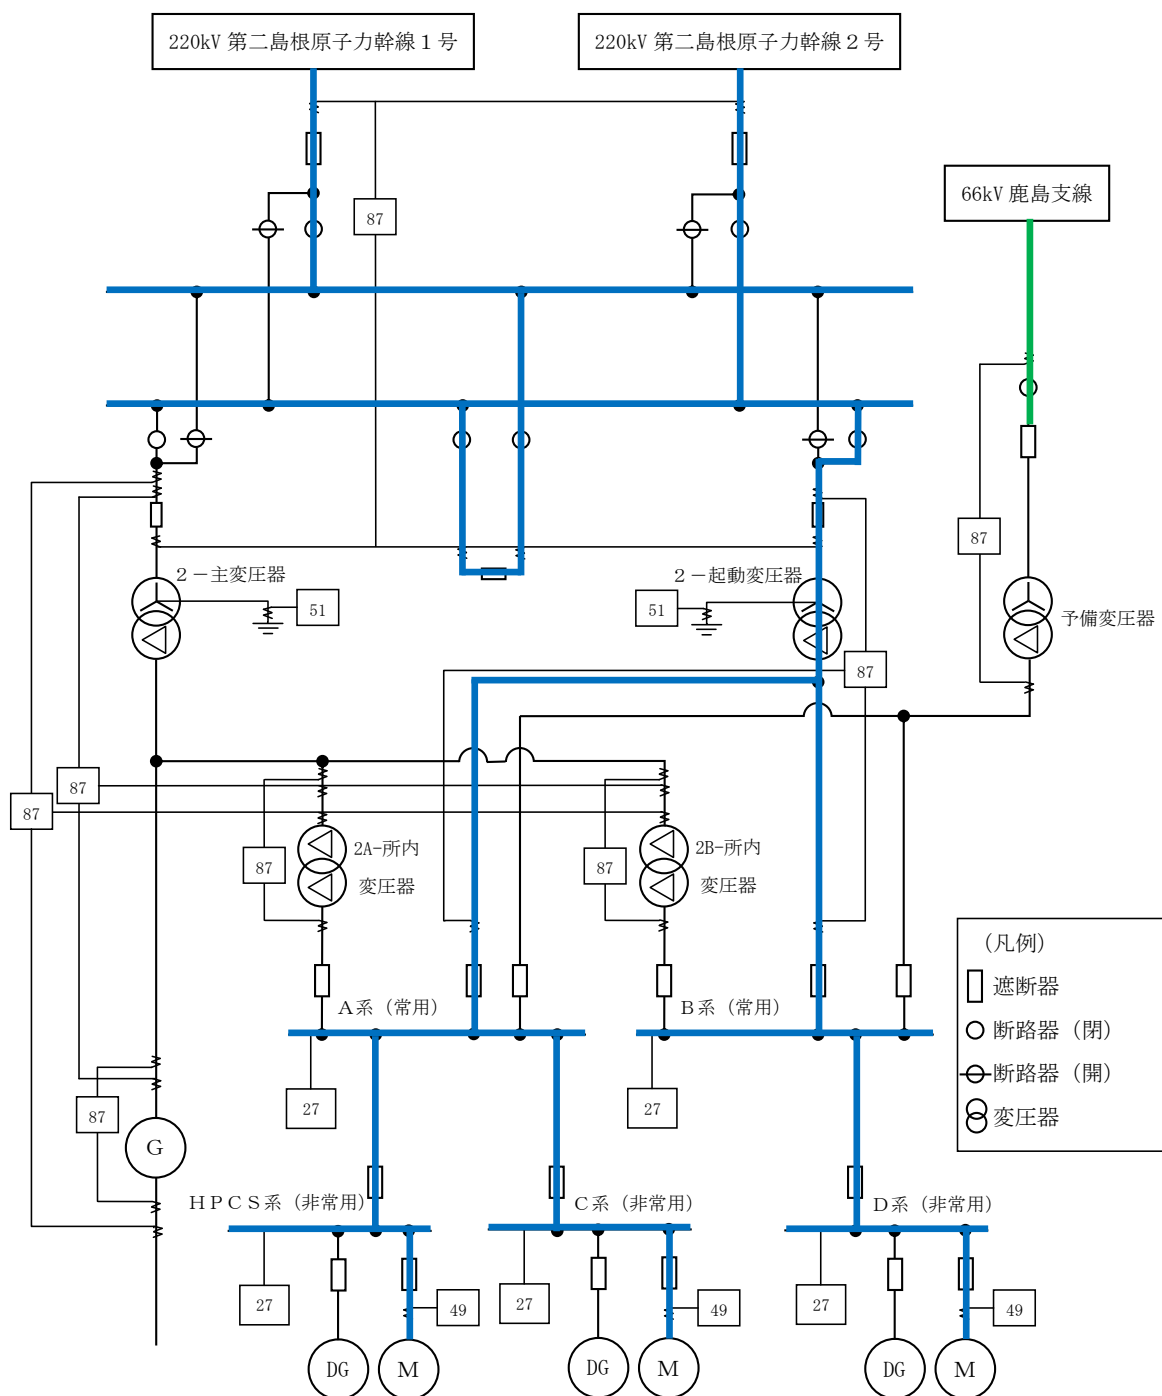 220kV 第二島根原子力幹線１号
220kV 第二島根原子力幹線２号
66kV 鹿島支線
87
87
２－主変圧器
２－起動変圧器
予備変圧器
51
51
87
87
87
2A-所内
変圧器
87
2B-所内
変圧器
87
(凡例)
遮断器
断路器（閉）
断路器（開）
変圧器
Ａ系（常用）
Ｂ系（常用）
27
27
87
G
ＨＰＣＳ系（非常用）
Ｃ系（非常用）
Ｄ系（非常用）
27
49
27
49
27
49
DG
M
DG
M
DG
M